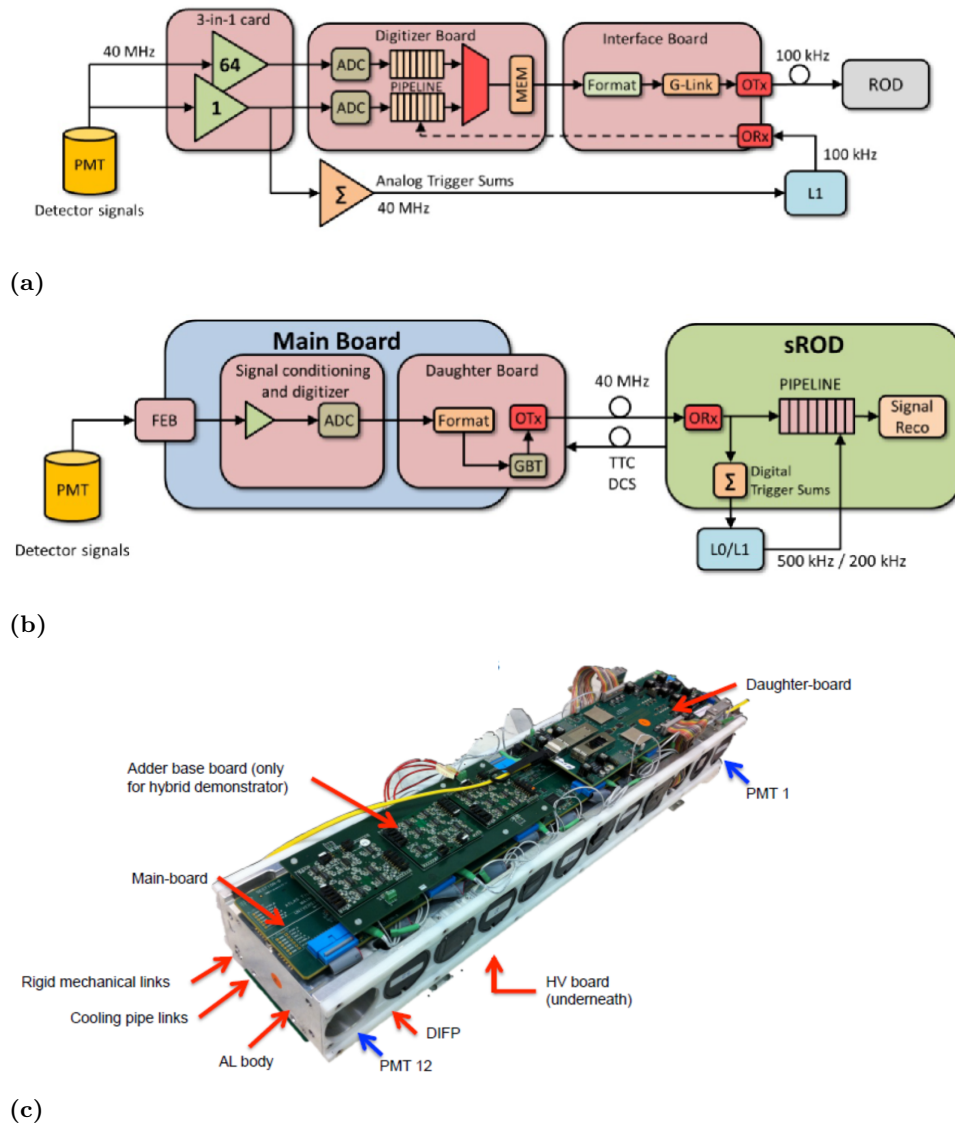 3-in-1 card
Digitizer Board
Interface Board
40 MHz
64
1
ADC
ADC
PIPELINE
MEM
Format
G-Link
OTx
ORx
100 kHz
ROD
PMT
Detector signals
Σ
Analog Trigger Sums
40 MHz
100 kHz
L1
(a)
Main Board
sROD
Signal conditioning
and digitizer
Daughter Board
40 MHz
PIPELINE
FEB
ADC
Format
OTx
GBT
TTC
DCS
ORx
Signal
Reco
PMT
Detector signals
Σ
Digital
Trigger Sums
L0/L1
500 kHz / 200 kHz
(b)
Daughter-board
Adder base board (only
for hybrid demonstrator)
PMT 1
Main-board
Rigid mechanical links
Cooling pipe links
AL body
HV board
(underneath)
DIFP
PMT 12
(c)